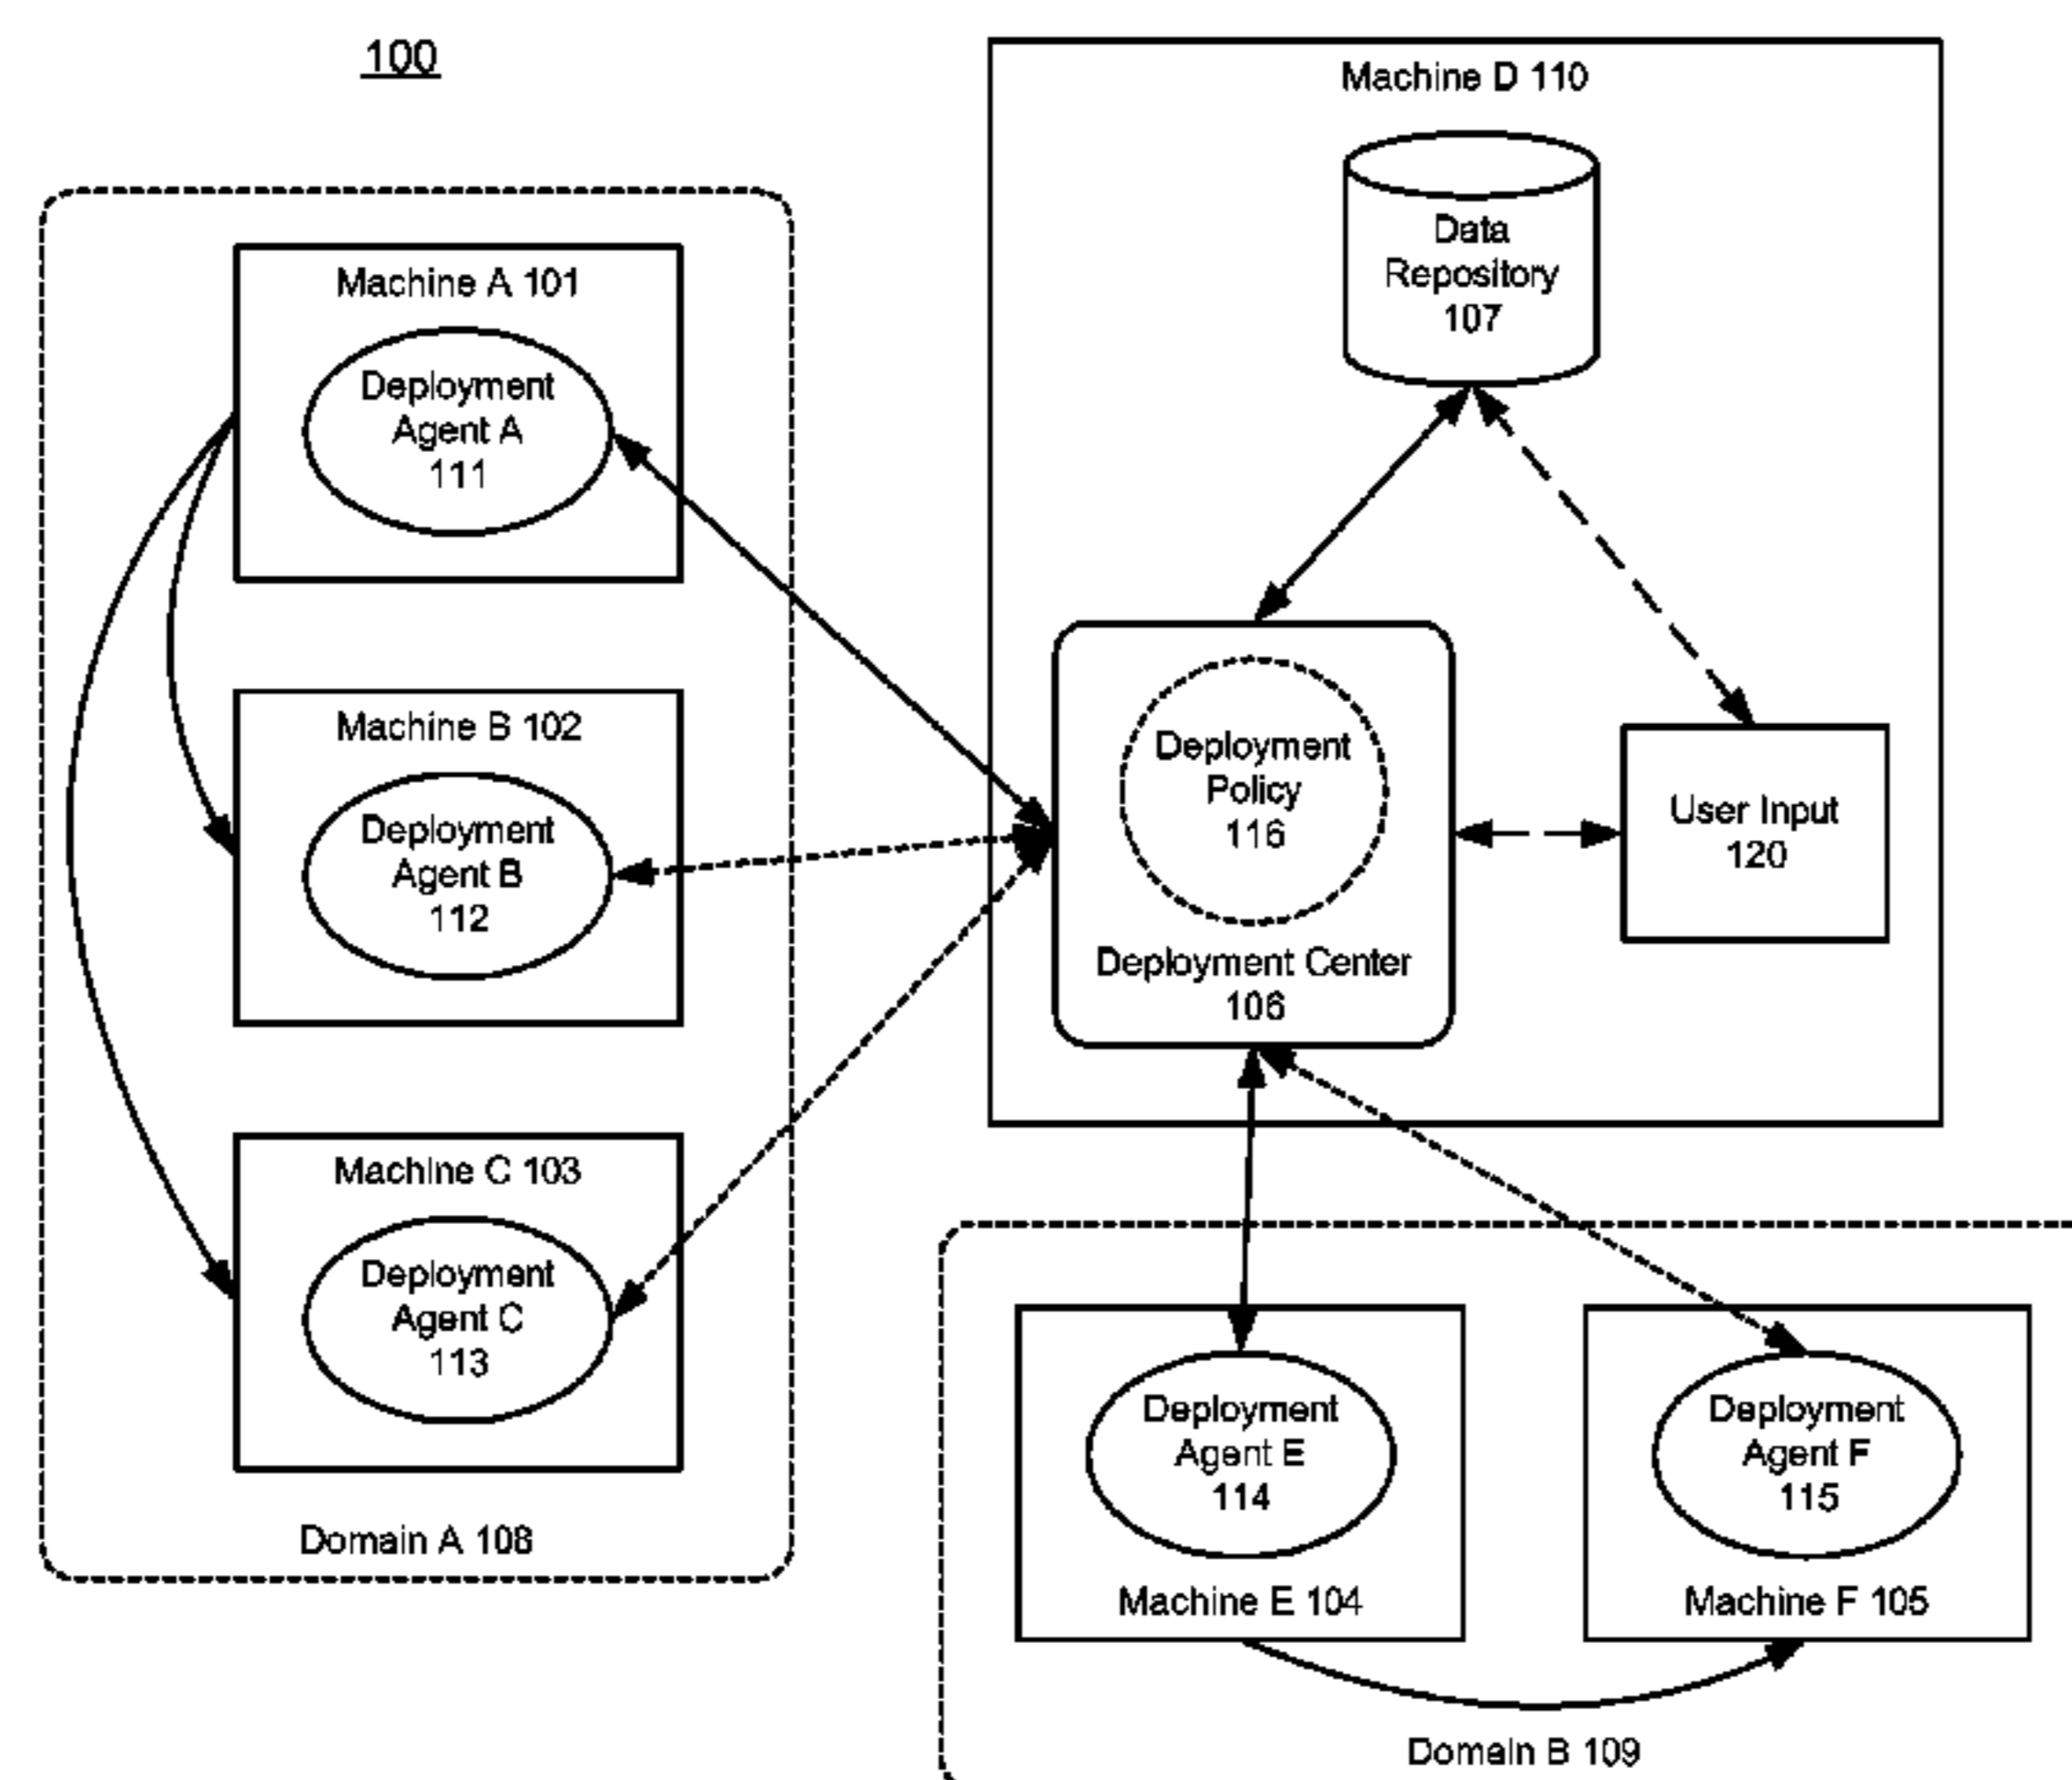 100
Machine D 110
Data
Repository
107
Machine A 101
Deployment
Agent A
111
Machine B 102
Deployment
Agent B
112
Deployment
Policy
116
Deployment Center
106
User Input
120
Machine C 103
Deployment
Agent C
113
Domain A 108
Deployment
Agent E
114
Machine E 104
Deployment
Agent F
115
Machine F 105
Domain B 109